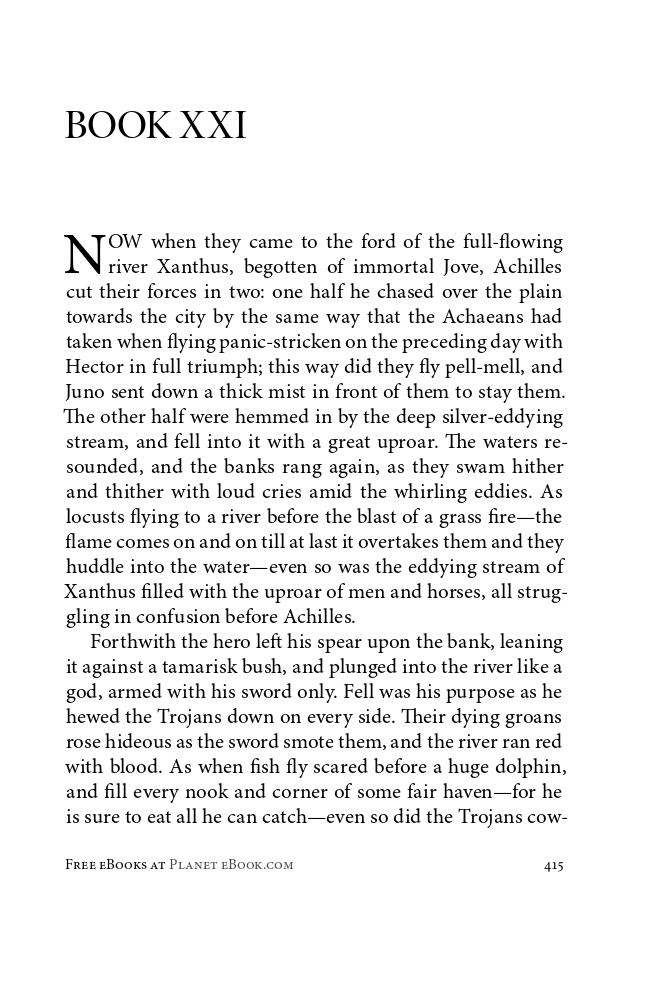 BOOK XXI
NOW when they came to the ford of the full-flowing
river Xanthus, begotten of immortal Jove, Achilles
cut their forces in two: one half he chased over the plain
towards the city by the same way that the Achaeans had
taken when flying panic-stricken on the preceding day with
Hector in full triumph; this way did they fly pell-mell, and
Juno sent down a thick mist in front of them to stay them.
The other half were hemmed in by the deep silver-eddying
stream, and fell into it with a great uproar. The waters re-
sounded, and the banks rang again, as they swam hither
and thither with loud cries amid the whirling eddies. As
locusts flying to a river before the blast of a grass fire—the
flame comes on and on till at last it overtakes them and they
huddle into the water—even so was the eddying stream of
Xanthus filled with the uproar of men and horses, all strug-
gling in confusion before Achilles.
Forthwith the hero left his spear upon the bank, leaning
it against a tamarisk bush, and plunged into the river like a
god, armed with his sword only. Fell was his purpose as he
hewed the Trojans down on every side. Their dying groans
rose hideous as the sword smote them, and the river ran red
with blood. As when fish fly scared before a huge dolphin,
and fill every nook and corner of some fair haven—for he
is sure to eat all he can catch—even so did the Trojans cow-
Free eBooks at Planet eBook.com 415